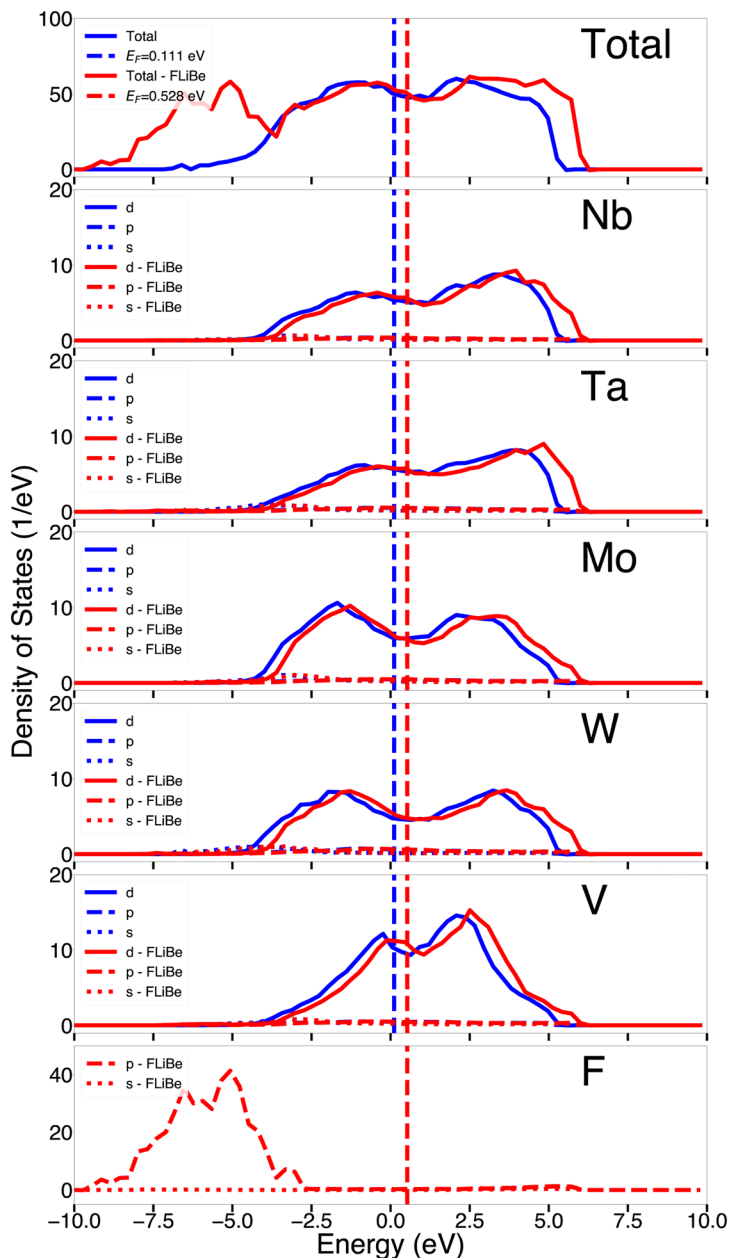 100
Total
Total
E_F=0.111 eV
Total - FLiBe
E_F=0.528 eV
50
0
20
Nb
d
p
s
d - FLiBe
p - FLiBe
s - FLiBe
10
0
20
Ta
d
p
s
d - FLiBe
p - FLiBe
s - FLiBe
10
0
Density of States (1/eV)
20
Mo
d
p
s
d - FLiBe
p - FLiBe
s - FLiBe
10
0
20
W
d
p
s
d - FLiBe
p - FLiBe
s - FLiBe
10
0
20
V
d
p
s
d - FLiBe
p - FLiBe
s - FLiBe
10
0
F
p - FLiBe
s - FLiBe
40
20
0
−10.0 −7.5 −5.0 −2.5 0.0 2.5 5.0 7.5 10.0
Energy (eV)